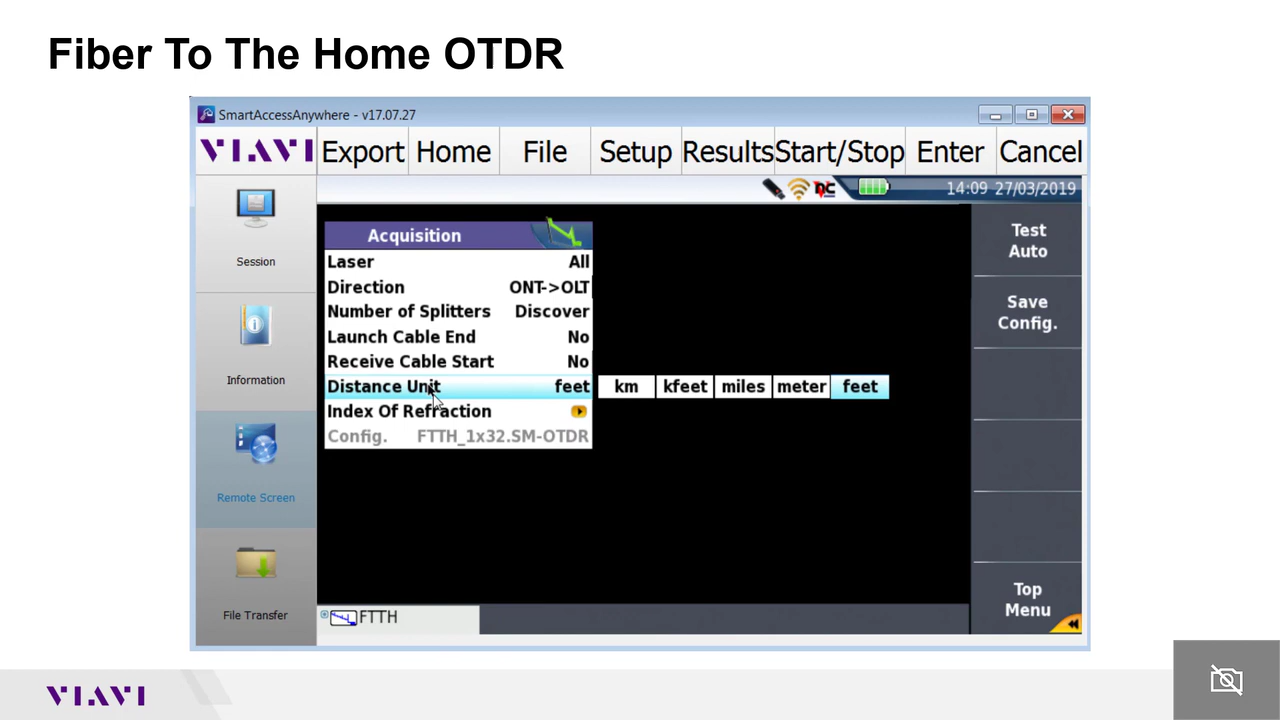 Fiber To The Home OTDR
SmartAccessAnywhere - v17.07.27
VIAVI Export Home File Setup Results Start/Stop Enter Cancel
14:09 27/03/2019
Session
Information
Remote Screen
File Transfer
Acquisition
Laser All
Direction ONT->OLT
Number of Splitters Discover
Launch Cable End No
Receive Cable Start No
Distance Unit feet km kfeet miles meter feet
Index Of Refraction
Config. FTTH_1x32.SM-OTDR
Test
Auto
Save
Config.
Top
Menu
FTTH
VIAVI